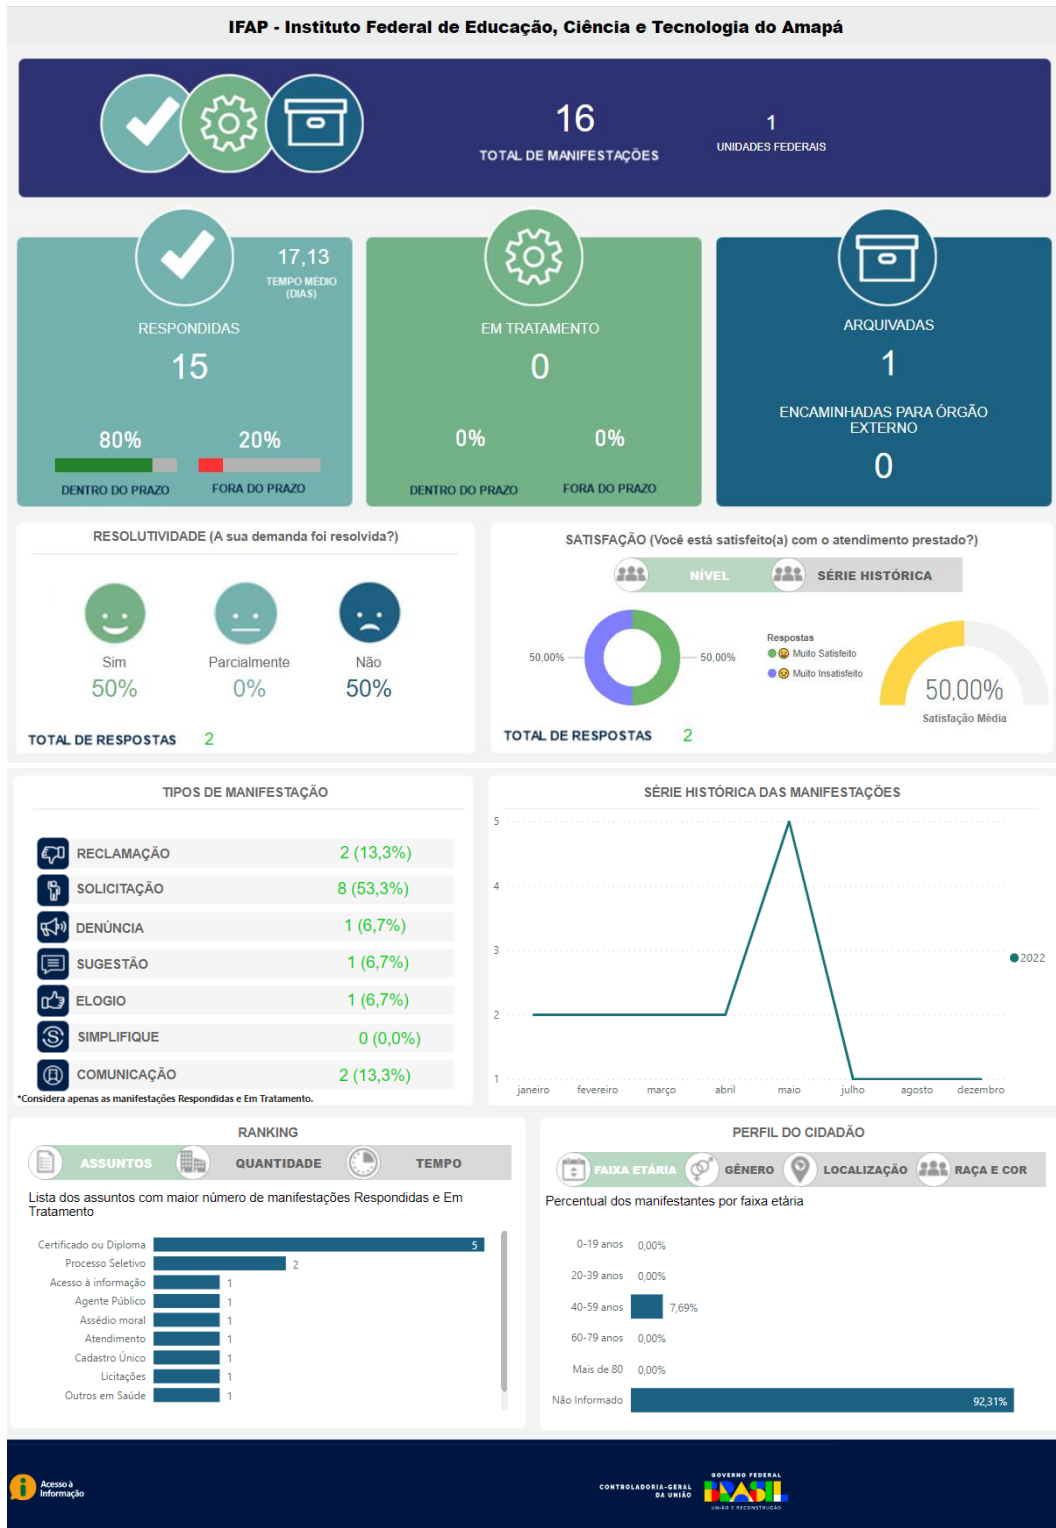 IFAP - Instituto Federal de Educação, Ciência e Tecnologia do Amapá
16
TOTAL DE MANIFESTAÇÕES
1
UNIDADES FEDERAIS
17,13
TEMPO MÉDIO
(DIAS)
RESPONDIDAS
15
80%
DENTRO DO PRAZO
20%
FORA DO PRAZO
EM TRATAMENTO
0
0%
DENTRO DO PRAZO
0%
FORA DO PRAZO
ARQUIVADAS
1
ENCAMINHADAS PARA ÓRGÃO
EXTERNO
0
RESOLUTIVIDADE (A sua demanda foi resolvida?)
Sim
50%
Parcialmente
0%
Não
50%
TOTAL DE RESPOSTAS 2
SATISFAÇÃO (Você está satisfeito(a) com o atendimento prestado?)
NÍVEL
SÉRIE HISTÓRICA
50,00%
50,00%
Respostas
Muito Satisfeito
Muito Insatisfeito
50,00%
Satisfação Média
TOTAL DE RESPOSTAS 2
TIPOS DE MANIFESTAÇÃO
RECLAMAÇÃO 2 (13,3%)
SOLICITAÇÃO 8 (53,3%)
DENÚNCIA 1 (6,7%)
SUGESTÃO 1 (6,7%)
ELOGIO 1 (6,7%)
SIMPLIFIQUE 0 (0,0%)
COMUNICAÇÃO 2 (13,3%)
*Considera apenas as manifestações Respondidas e Em Tratamento.
SÉRIE HISTÓRICA DAS MANIFESTAÇÕES
5
4
3
2
1
janeiro fevereiro março abril maio julho agosto dezembro
2022
RANKING
ASSUNTOS
QUANTIDADE
TEMPO
Lista dos assuntos com maior número de manifestações Respondidas e Em
Tratamento
Certificado ou Diploma 5
Processo Seletivo 2
Acesso à informação 1
Agente Público 1
Assédio moral 1
Atendimento 1
Cadastro Único 1
Licitações 1
Outros em Saúde 1
PERFIL DO CIDADÃO
FAIXA ETÁRIA
GÊNERO
LOCALIZAÇÃO
RAÇA E COR
Percentual dos manifestantes por faixa etária
0-19 anos 0,00%
20-39 anos 0,00%
40-59 anos 7,69%
60-79 anos 0,00%
Mais de 80 0,00%
Não Informado 92,31%
Acesso à
Informação
CONTROLADORIA-GERAL
DA UNIÃO
GOVERNO FEDERAL
BRASIL
UNIÃO E RECONSTRUÇÃO